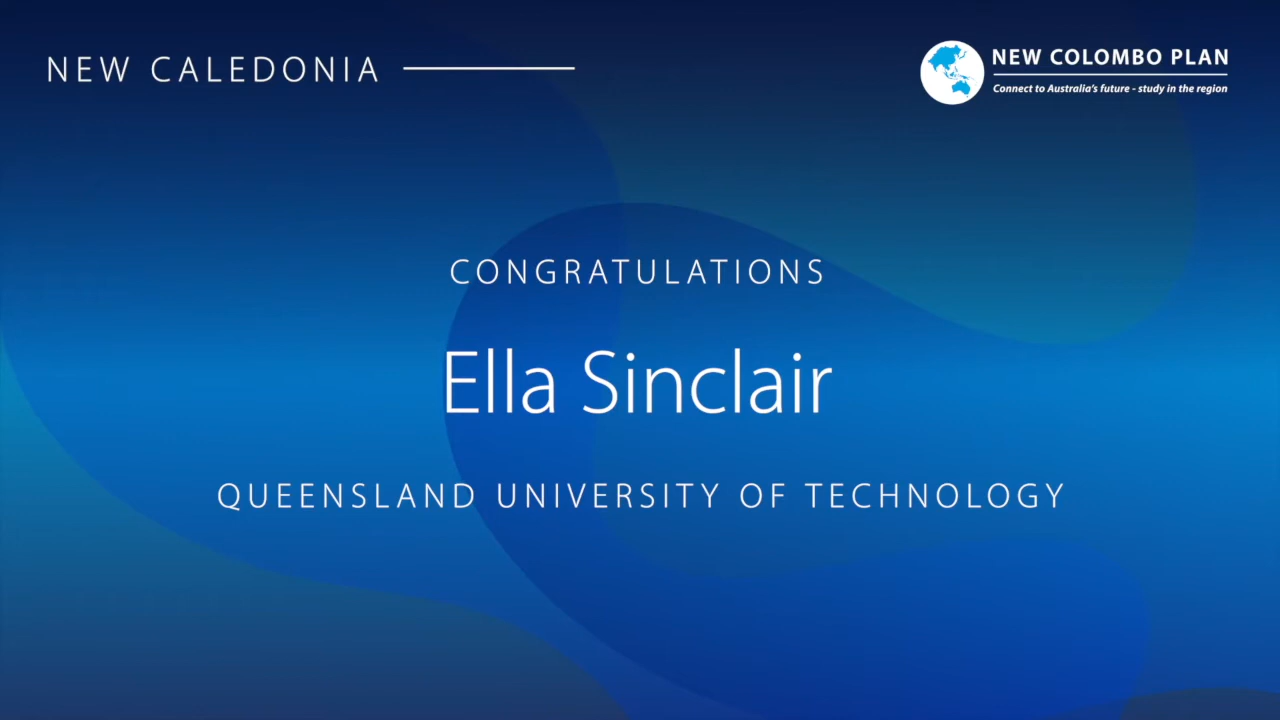 NEW CALEDONIA
NEW COLOMBO PLAN
Connect to Australia's future - study in the region
CONGRATULATIONS
Ella Sinclair
QUEENSLAND UNIVERSITY OF TECHNOLOGY